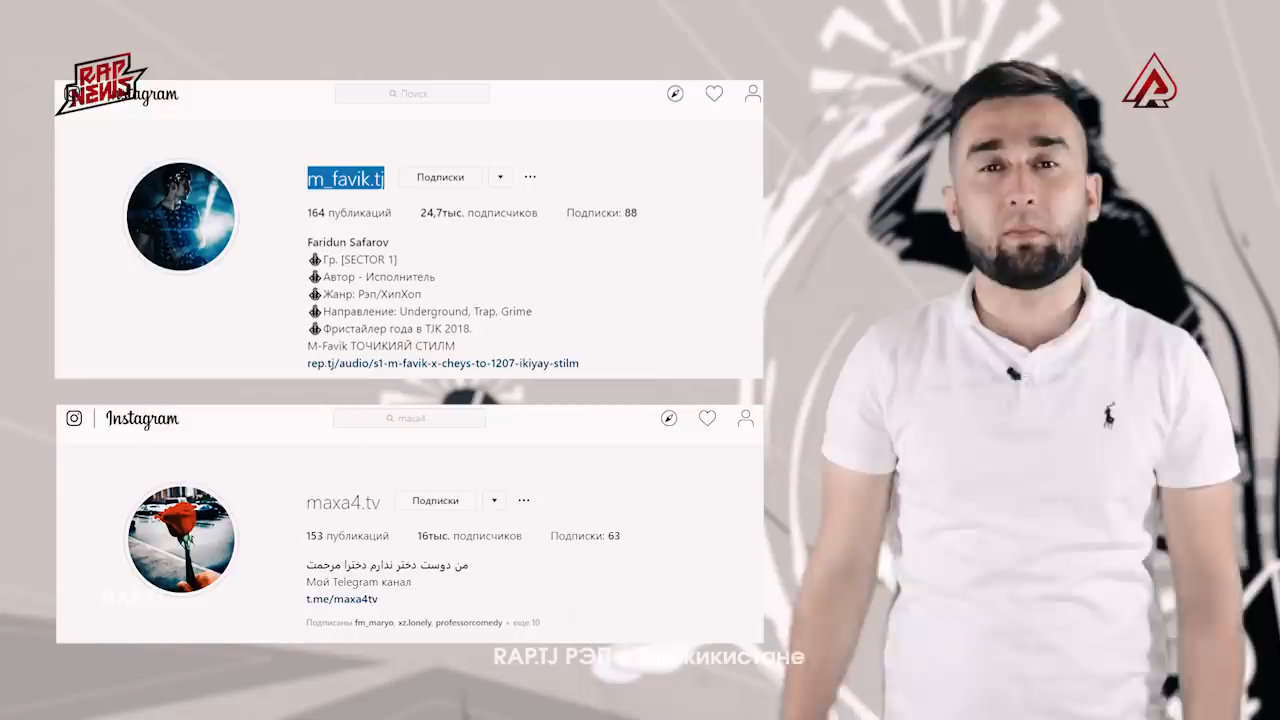 RAP NEWS
Instagram
Поиск
m_favik.tj
Подписки
164 публикаций 24,7тыс. подписчиков Подписки: 88
Faridun Safarov
Гр. [SECTOR 1]
Автор - Исполнитель
Жанр: Рэп/ХипХоп
Направление: Underground, Trap, Grime
Фристайлер года в TJK 2018.
M-Favik ТОЧИКИЯЙ СТИЛМ
rep.tj/audio/s1-m-favik-x-cheys-to-1207-ikiyay-stilm
Instagram
maxa4
maxa4.tv
Подписки
153 публикаций 16тыс. подписчиков Подписки: 63
من دوست دختر ندارم دخترا مرحمت
Мой Telegram канал
t.me/maxa4tv
Подписаны fm_maryo, xz.lonely, professorcomedy + еще 10
RAP.TJ
RAP.TJ РЭП